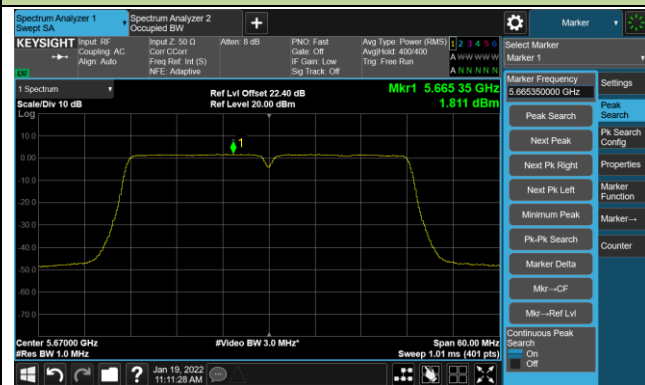 Spectrum Analyzer 1
Swept SA
Spectrum Analyzer 2
Occupied BW
Marker
KEYSIGHT
Input: RF
Coupling: AC
Align: Auto
Input Z: 50 Ω
Corr CCorr
Freq Ref: Int (S)
NFE: Adaptive
Atten: 8 dB
PNO: Fast
Gate: Off
IF Gain: Low
Sig Track: Off
Avg Type: Power (RMS)
Avg|Hold: 400/400
Trig: Free Run
1 2 3 4 5 6
A W W W W W
A N N N N N
LXI
Select Marker
Marker 1
1 Spectrum
Scale/Div 10 dB
Ref Lvl Offset 22.40 dB
Ref Level 20.00 dBm
Mkr1 5.665 35 GHz
1.811 dBm
Log
10.0
0.00
-10.0
-20.0
-30.0
-40.0
-50.0
-60.0
-70.0
1
Center 5.67000 GHz
#Res BW 1.0 MHz
#Video BW 3.0 MHz*
Span 60.00 MHz
Sweep 1.01 ms (401 pts)
Marker Frequency
5.665350000 GHz
Peak Search
Next Peak
Next Pk Right
Next Pk Left
Minimum Peak
Pk-Pk Search
Marker Delta
Mkr→CF
Mkr→Ref Lvl
Continuous Peak
Search
On
Off
Settings
Peak
Search
Pk Search
Config
Properties
Marker
Function
Marker→
Counter
Jan 19, 2022
11:11:28 AM